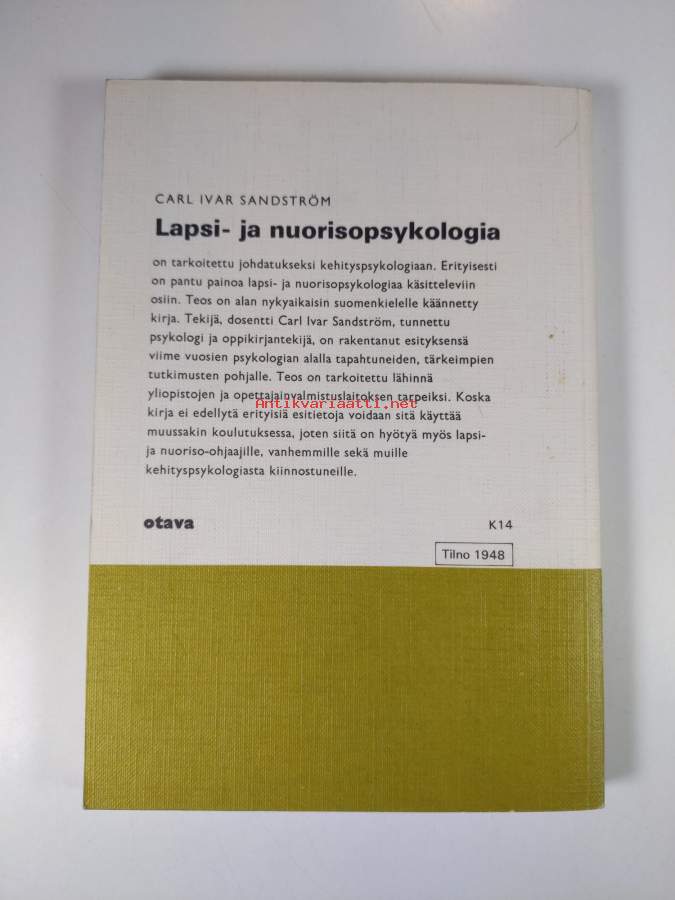 CARL IVAR SANDSTRÖM
Lapsi- ja nuorisopsykologia
on tarkoitettu johdatukseksi kehityspsykologiaan. Erityisesti
on pantu painoa lapsi- ja nuorisopsykologiaa käsitteleviin
osiin. Teos on alan nykyaikaisin suomenkielelle käännetty
kirja. Tekijä, dosentti Carl Ivar Sandström, tunnettu
psykologi ja oppikirjantekijä, on rakentanut esityksensä
viime vuosien psykologian alalla tapahtuneiden, tärkeimpien
tutkimusten pohjalle. Teos on tarkoitettu lähinnä
yliopistojen ja opettajainvalmistuslaitoksen tarpeiksi. Koska
Antikvariaatti.net
kirja ei edellytä erityisiä esitietoja voidaan sitä käyttää
muussakin koulutuksessa, joten siitä on hyötyä myös lapsi-
ja nuoriso-ohjaajille, vanhemmille sekä muille
kehityspsykologiasta kiinnostuneille.
otava
K14
Tilno 1948